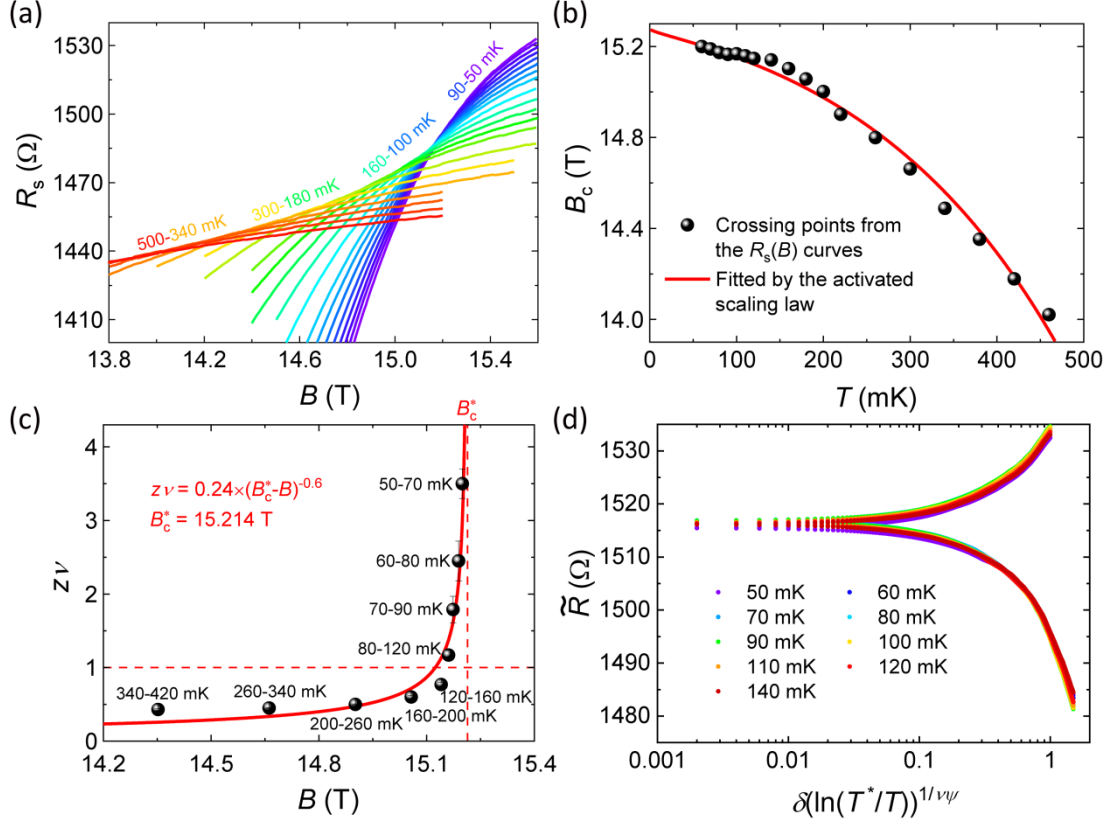 (a)
1530
1500
1470
1440
1410
R_s (Ω)
90-50 mK
160-100 mK
300-180 mK
500-340 mK
13.8 14.2 14.6 15.0 15.4
B (T)
(b)
15.2
14.8
14.4
14.0
B_c (T)
Crossing points from
the R_s(B) curves
Fitted by the activated
scaling law
0 100 200 300 400 500
T (mK)
(c)
B_c^*
4
3
2
1
0
zν
zν = 0.24×(B_c^*-B)^-0.6
B_c^* = 15.214 T
50-70 mK
60-80 mK
70-90 mK
80-120 mK
340-420 mK
260-340 mK
120-160 mK
160-200 mK
200-260 mK
14.2 14.4 14.6 14.8 15.0 15.2 15.4
B (T)
(d)
1530
1520
1510
1500
1490
1480
R̃ (Ω)
50 mK 60 mK
70 mK 80 mK
90 mK 100 mK
110 mK 120 mK
140 mK
0.001 0.01 0.1 1
δ(ln(T^*/T))^1/νψ